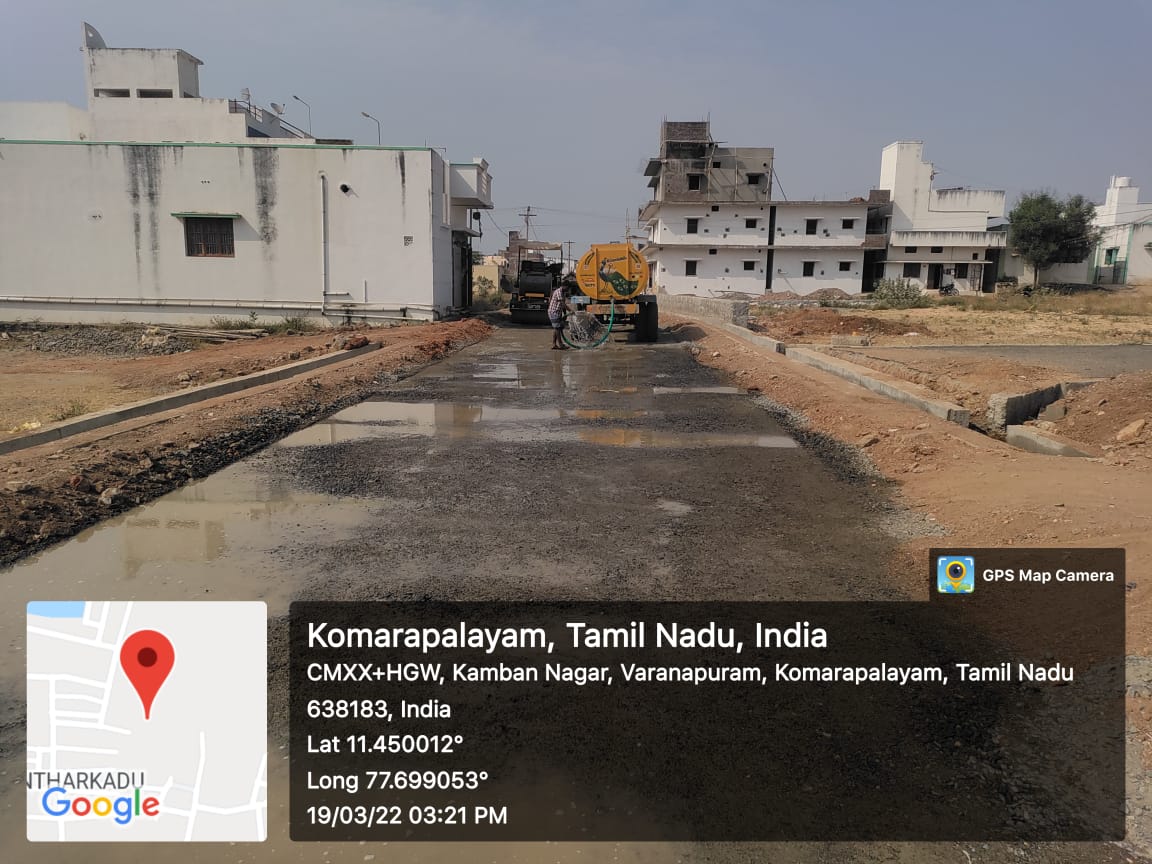 GPS Map Camera
Komarapalayam, Tamil Nadu, India
CMXX+HGW, Kamban Nagar, Varanapuram, Komarapalayam, Tamil Nadu
638183, India
Lat 11.450012°
Long 77.699053°
19/03/22 03:21 PM
NTHARKADU
Google